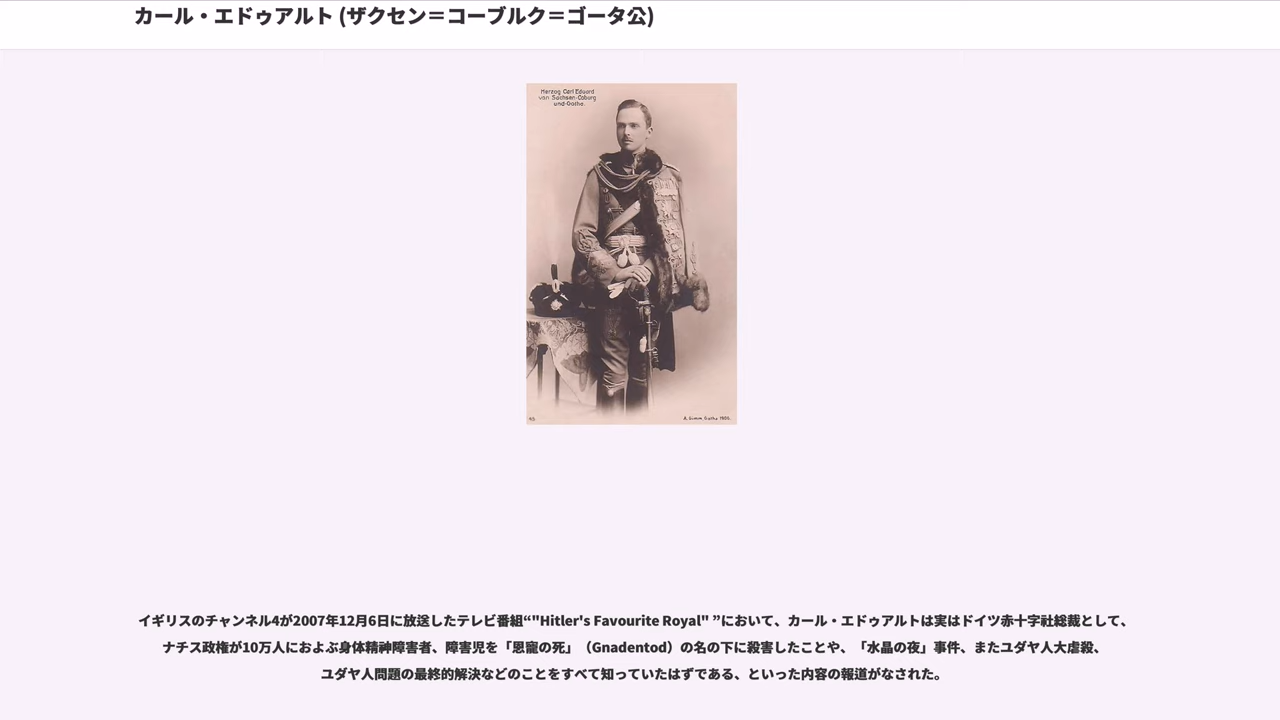 カール・エドゥアルト (ザクセン＝コーブルク＝ゴータ公)
Herzog Carl Eduard
von Sachsen-Coburg
und-Gotha.
イギリスのチャンネル4が2007年12月6日に放送したテレビ番組“"Hitler's Favourite Royal" ”において、カール・エドゥアルトは実はドイツ赤十字社総裁として、
ナチス政権が10万人におよぶ身体精神障害者、障害児を「恩寵の死」（Gnadentod）の名の下に殺害したことや、「水晶の夜」事件、またユダヤ人大虐殺、
ユダヤ人問題の最終的解決などのことをすべて知っていたはずである、といった内容の報道がなされた。